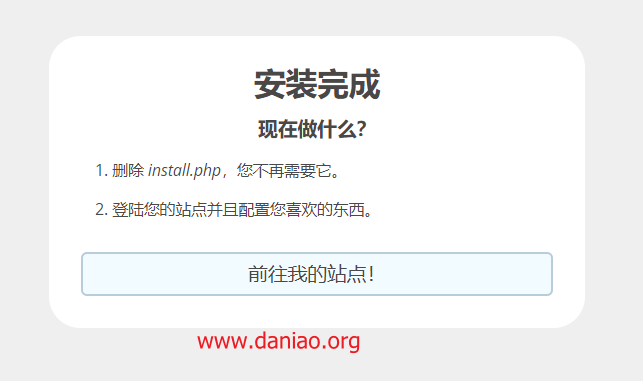 安装完成
现在做什么?
1. 删除 install.php，您不再需要它。
2. 登陆您的站点并且配置您喜欢的东西。
前往我的站点！
www.daniao.org